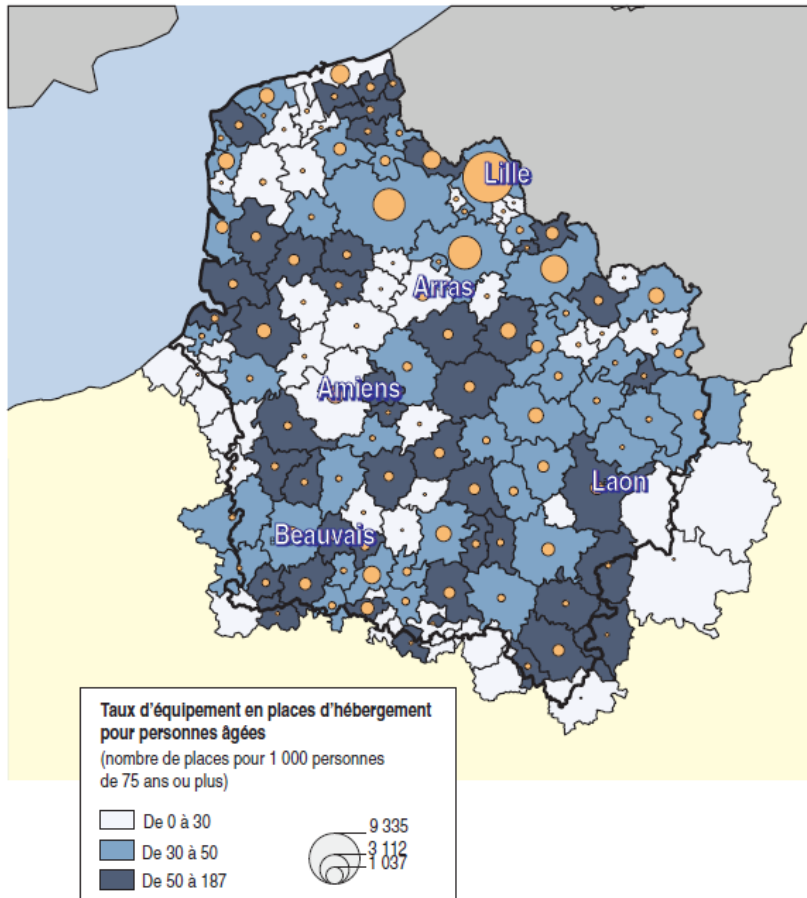 Lille
Arras
Amiens
Laon
Beauvais
Taux d'équipement en places d'hébergement
pour personnes âgées
(nombre de places pour 1 000 personnes
de 75 ans ou plus)
De 0 à 30
De 30 à 50
De 50 à 187
9 335
3 112
1 037